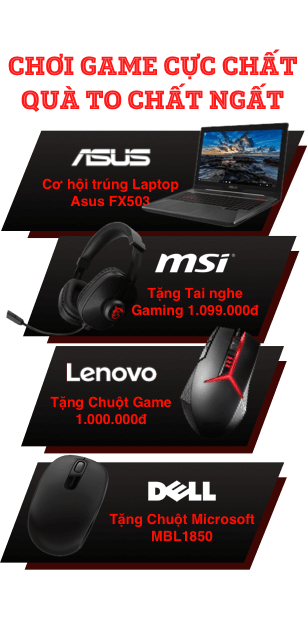 CHƠI GAME CỰC CHẤT
QUÀ TO CHẤT NGẤT
ASUS
Cơ hội trúng Laptop
Asus FX503
msi
Tặng Tai nghe
Gaming 1.099.000đ
Lenovo
Tặng Chuột Game
1.000.000đ
DELL
Tặng Chuột Microsoft
MBL1850